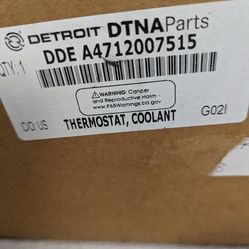 DETROIT DTNAParts
DDE A4712007515
QTY: 1
WARNING:
Cancer and
Reproductive Harm -
www.P65Warnings.ca.gov
THERMOSTAT, COOLANT
C/O: US
G02I